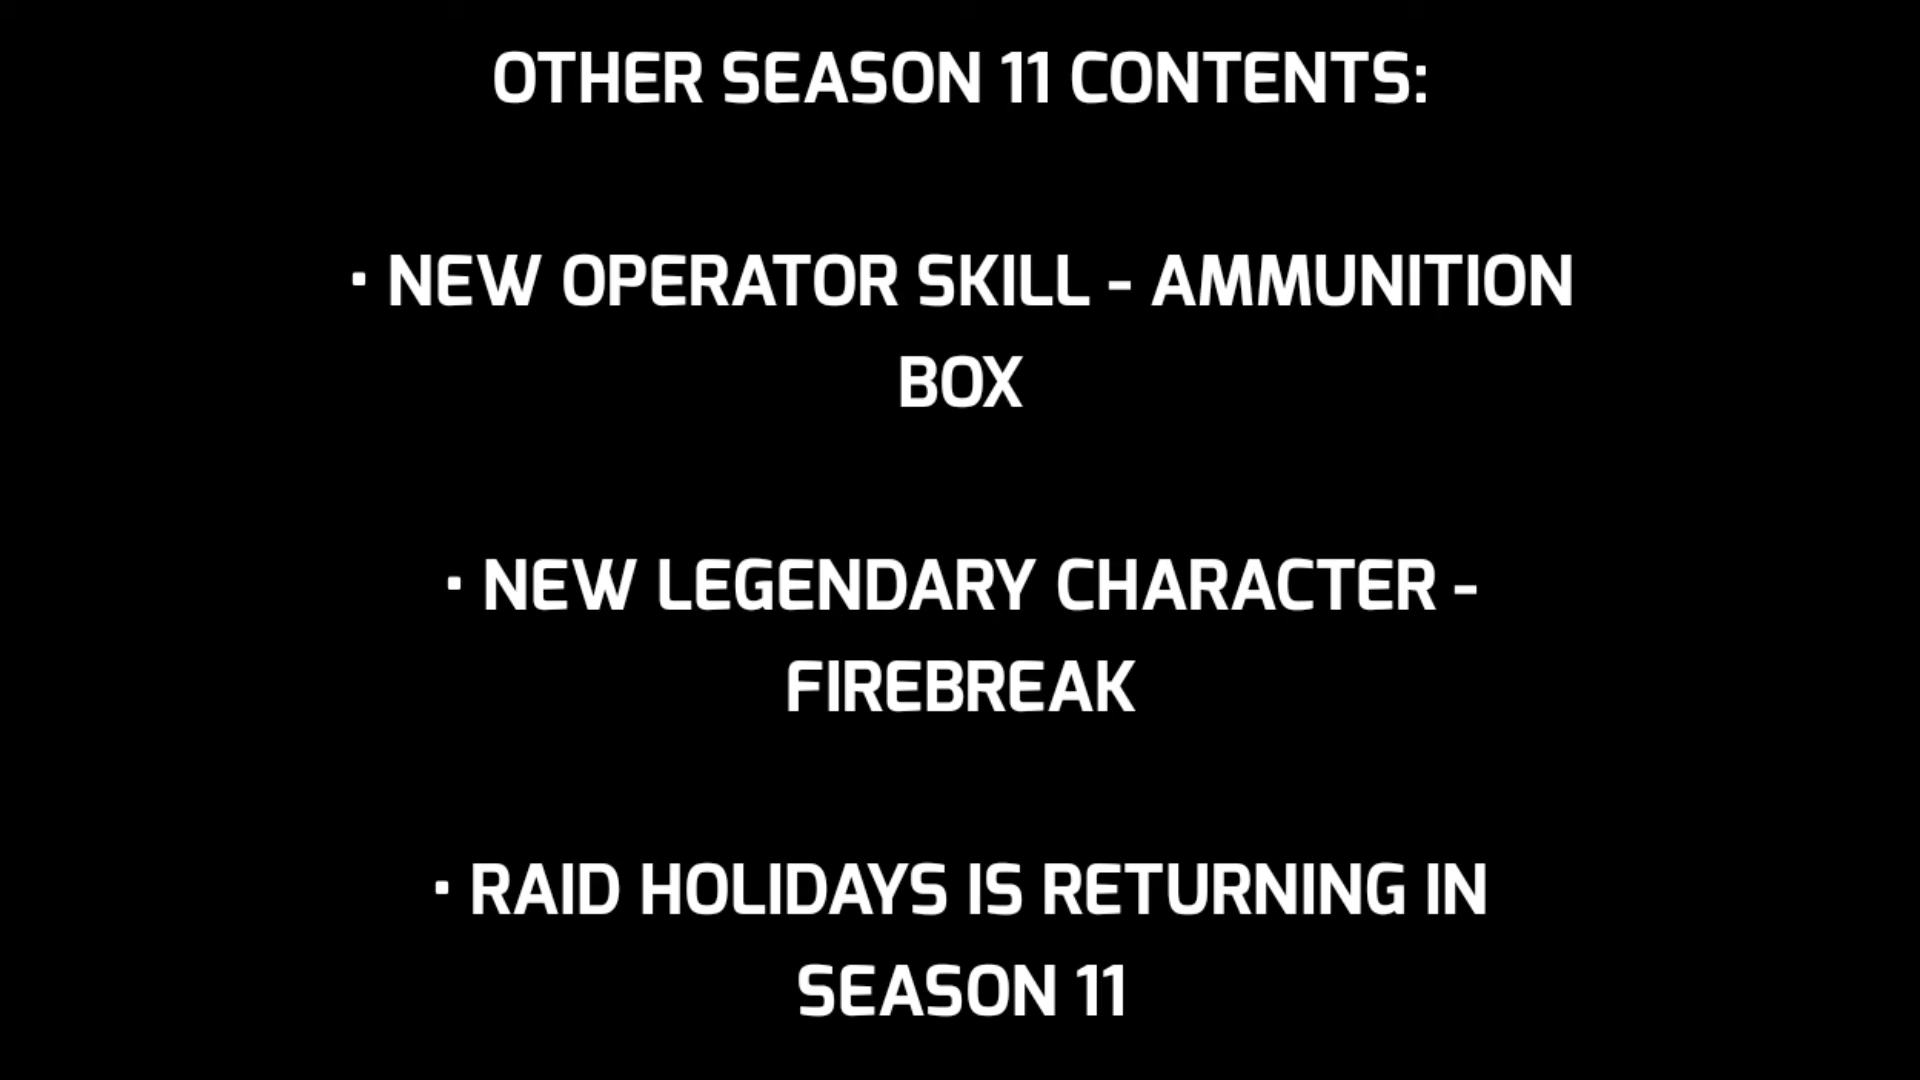 OTHER SEASON 11 CONTENTS:
· NEW OPERATOR SKILL - AMMUNITION
BOX
· NEW LEGENDARY CHARACTER -
FIREBREAK
· RAID HOLIDAYS IS RETURNING IN
SEASON 11